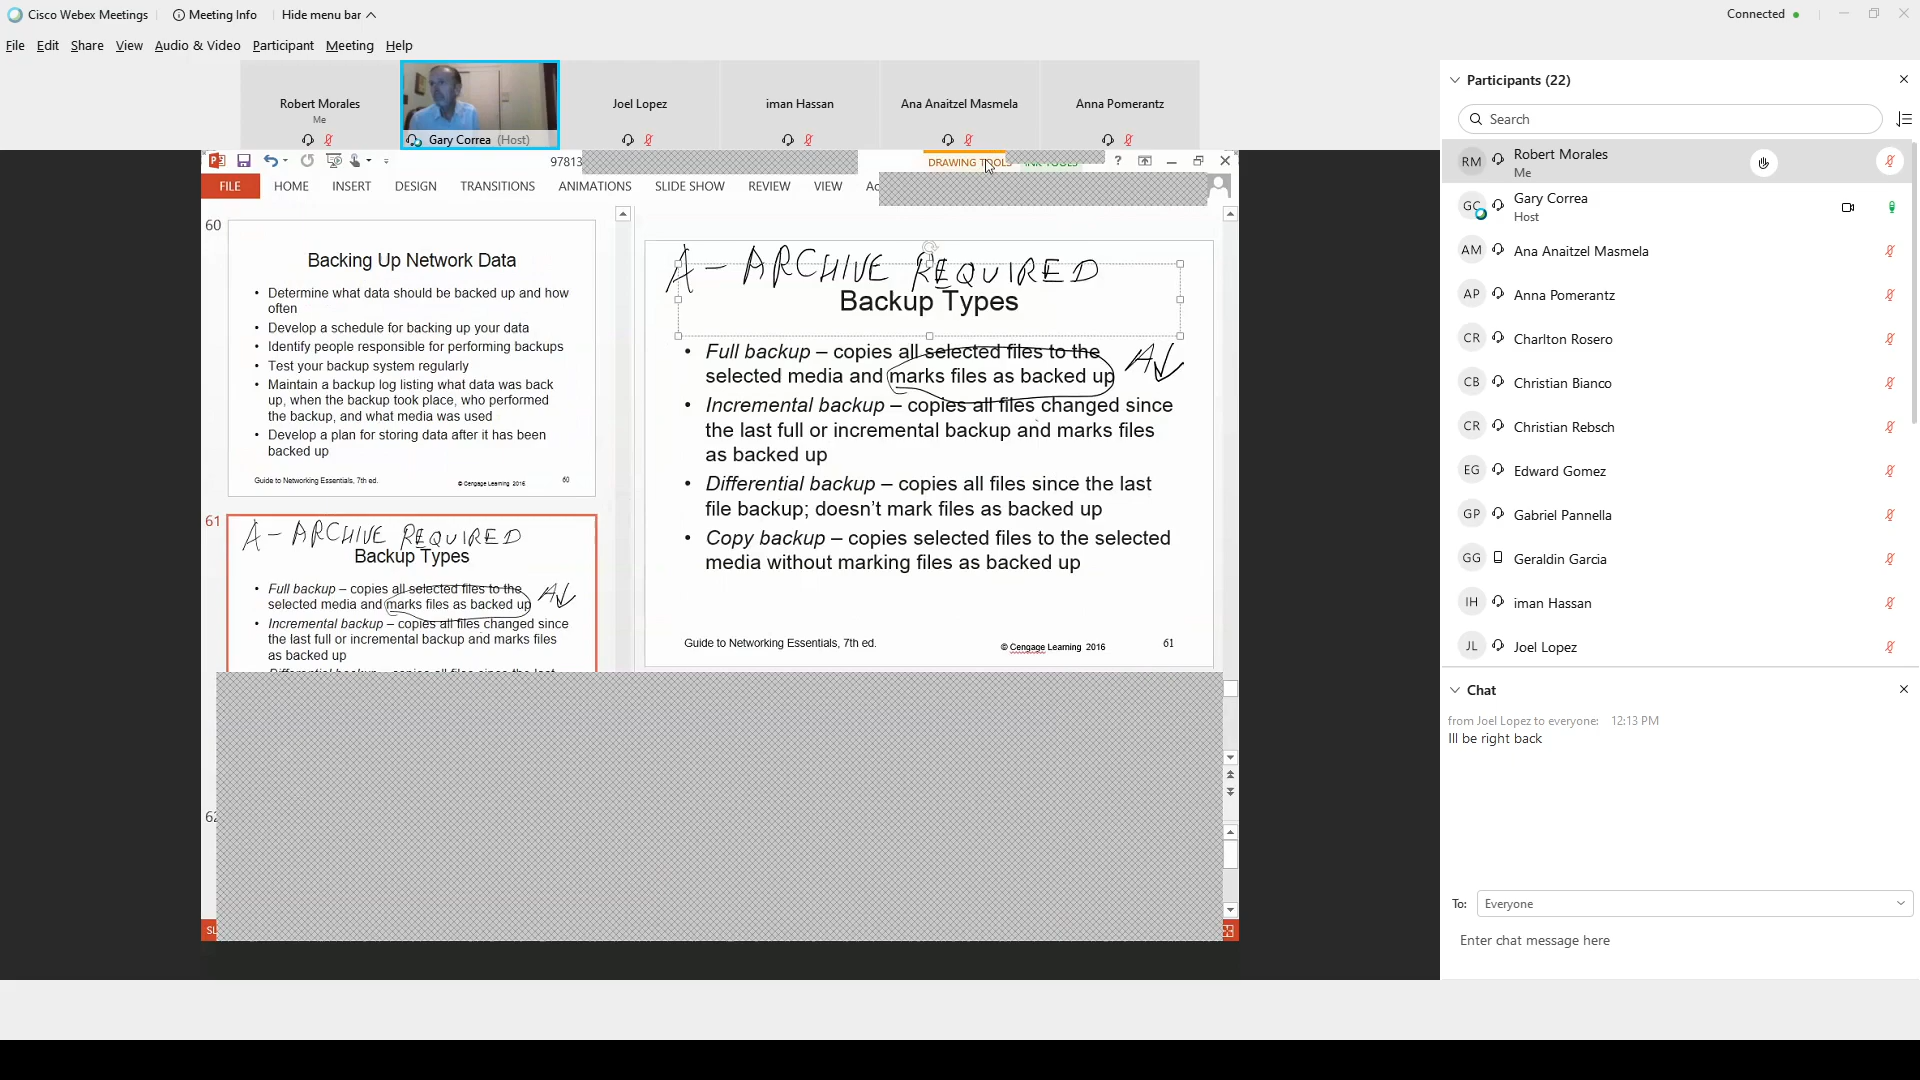 Cisco Webex Meetings
Meeting Info
Hide menu bar
Connected
File Edit Share View Audio & Video Participant Meeting Help
Robert Morales
Me
Gary Correa (Host)
Joel Lopez
iman Hassan
Ana Anaitzel Masmela
Anna Pomerantz
97813
DRAWING TOOLS
INK TOOLS
?
FILE HOME INSERT DESIGN TRANSITIONS ANIMATIONS SLIDE SHOW REVIEW VIEW
60
Backing Up Network Data
• Determine what data should be backed up and how
often
• Develop a schedule for backing up your data
• Identify people responsible for performing backups
• Test your backup system regularly
• Maintain a backup log listing what data was back
up, when the backup took place, who performed
the backup, and what media was used
• Develop a plan for storing data after it has been
backed up
Guide to Networking Essentials, 7th ed.
© Cengage Learning 2016
60
61
A - ARCHIVE REQUIRED
Backup Types
• Full backup – copies all selected files to the
selected media and marks files as backed up
A↓
• Incremental backup – copies all files changed since
the last full or incremental backup and marks files
as backed up
62
A - ARCHIVE REQUIRED
Backup Types
• Full backup – copies all selected files to the
selected media and marks files as backed up
A↓
• Incremental backup – copies all files changed since
the last full or incremental backup and marks files
as backed up
• Differential backup – copies all files since the last
file backup; doesn't mark files as backed up
• Copy backup – copies selected files to the selected
media without marking files as backed up
Guide to Networking Essentials, 7th ed.
© Cengage Learning 2016
61
Participants (22)
Search
RM Robert Morales
Me
GC Gary Correa
Host
AM Ana Anaitzel Masmela
AP Anna Pomerantz
CR Charlton Rosero
CB Christian Bianco
CR Christian Rebsch
EG Edward Gomez
GP Gabriel Pannella
GG Geraldin Garcia
IH iman Hassan
JL Joel Lopez
Chat
from Joel Lopez to everyone: 12:13 PM
Ill be right back
To: Everyone
Enter chat message here